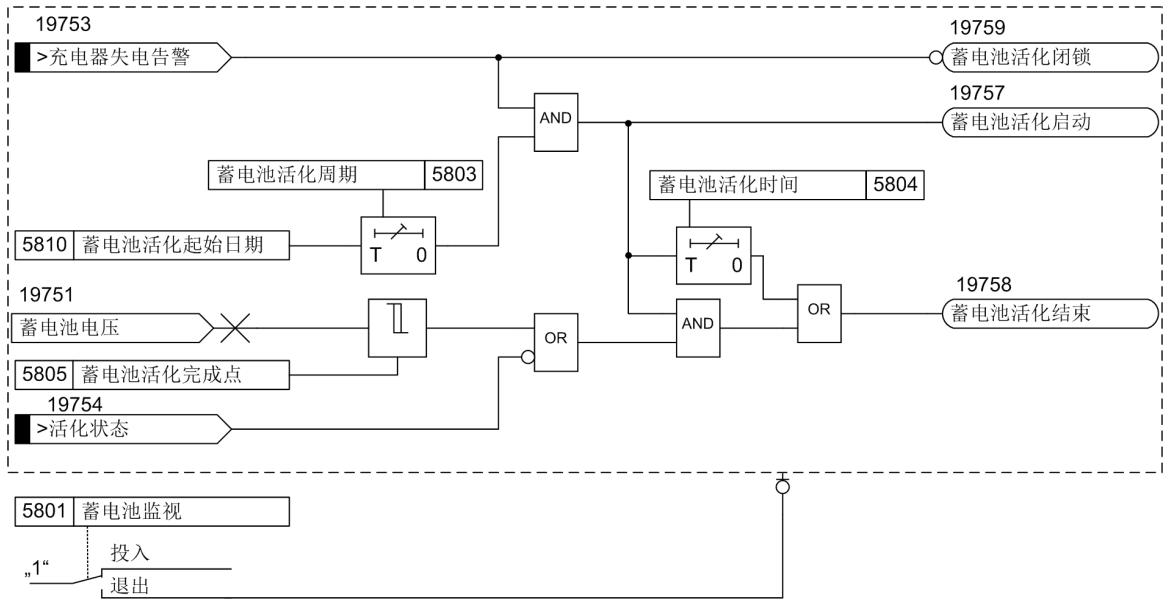 19753
>充电器失电告警
19759
蓄电池活化闭锁
19757
蓄电池活化启动
AND
蓄电池活化周期 5803
蓄电池活化时间 5804
5810 蓄电池活化起始日期
T 0
T 0
19751
蓄电池电压
19758
蓄电池活化结束
OR
AND
OR
5805 蓄电池活化完成点
19754
>活化状态
5801 蓄电池监视
„1“
投入
退出